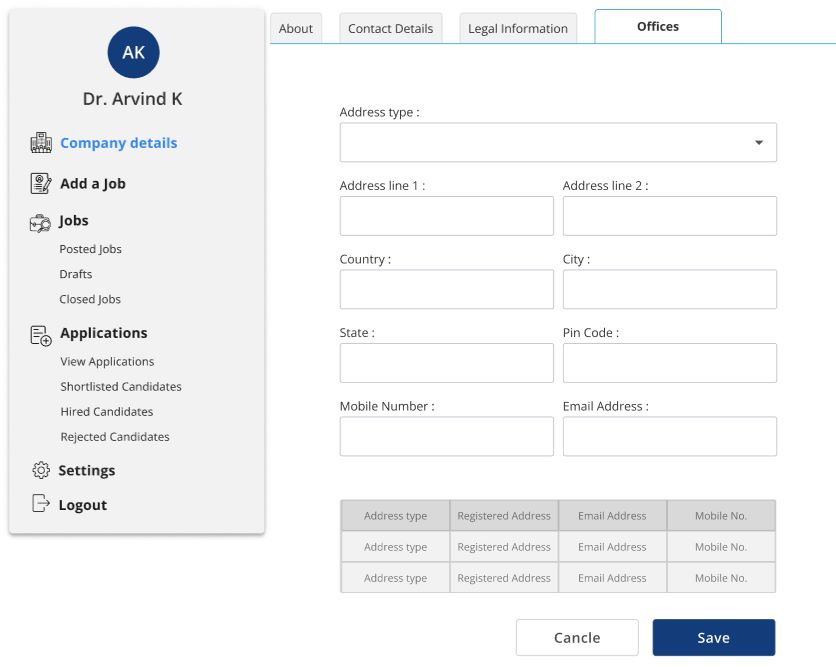 AK
Dr. Arvind K
Company details
Add a Job
Jobs
Posted Jobs
Drafts
Closed Jobs
Applications
View Applications
Shortlisted Candidates
Hired Candidates
Rejected Candidates
Settings
Logout
About Contact Details Legal Information Offices
Address type :
Address line 1 : Address line 2 :
Country : City :
State : Pin Code :
Mobile Number : Email Address :
Address type Registered Address Email Address Mobile No.
Address type Registered Address Email Address Mobile No.
Address type Registered Address Email Address Mobile No.
Cancle Save